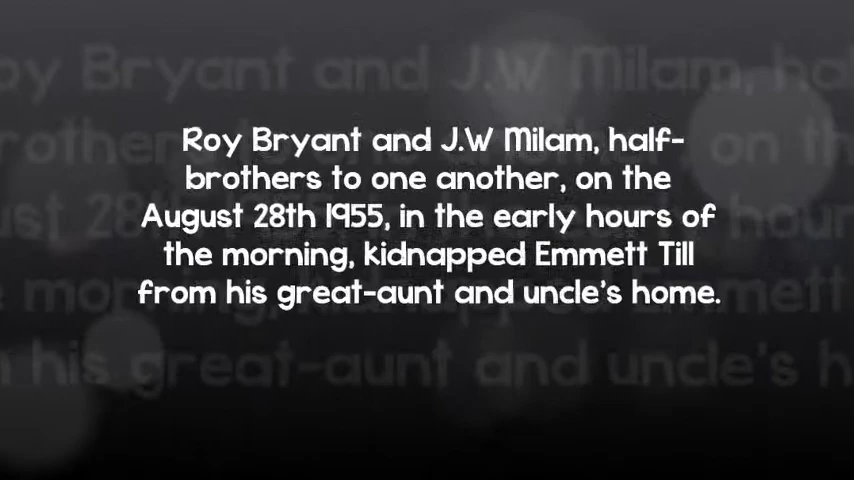 Roy Bryant and J.W Milam, half-
brothers to one another, on the
August 28th 1955, in the early hours of
the morning, kidnapped Emmett Till
from his great-aunt and uncle's home.